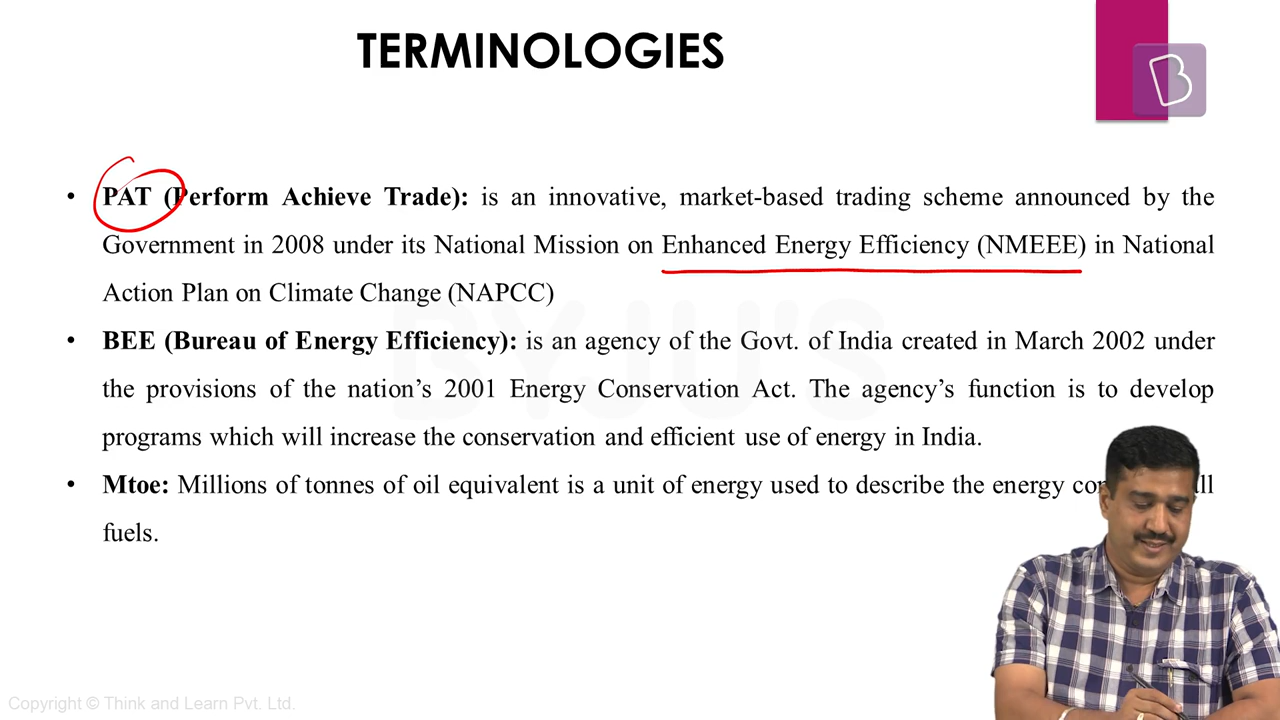 TERMINOLOGIES
B
• PAT (Perform Achieve Trade): is an innovative, market-based trading scheme announced by the
Government in 2008 under its National Mission on Enhanced Energy Efficiency (NMEEE) in National
Action Plan on Climate Change (NAPCC)
BYJU'S
• BEE (Bureau of Energy Efficiency): is an agency of the Govt. of India created in March 2002 under
the provisions of the nation’s 2001 Energy Conservation Act. The agency’s function is to develop
programs which will increase the conservation and efficient use of energy in India.
• Mtoe: Millions of tonnes of oil equivalent is a unit of energy used to describe the energy
fuels.
Copyright © Think and Learn Pvt. Ltd.